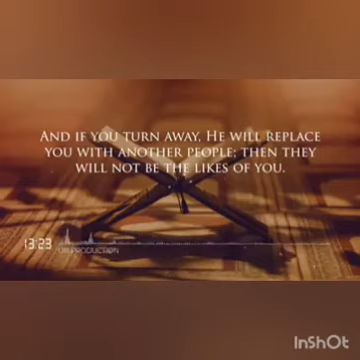 And if you turn away, He will replace
you with another people; then they
will not be the likes of you.
13:23
PRODUCTION
InShOt